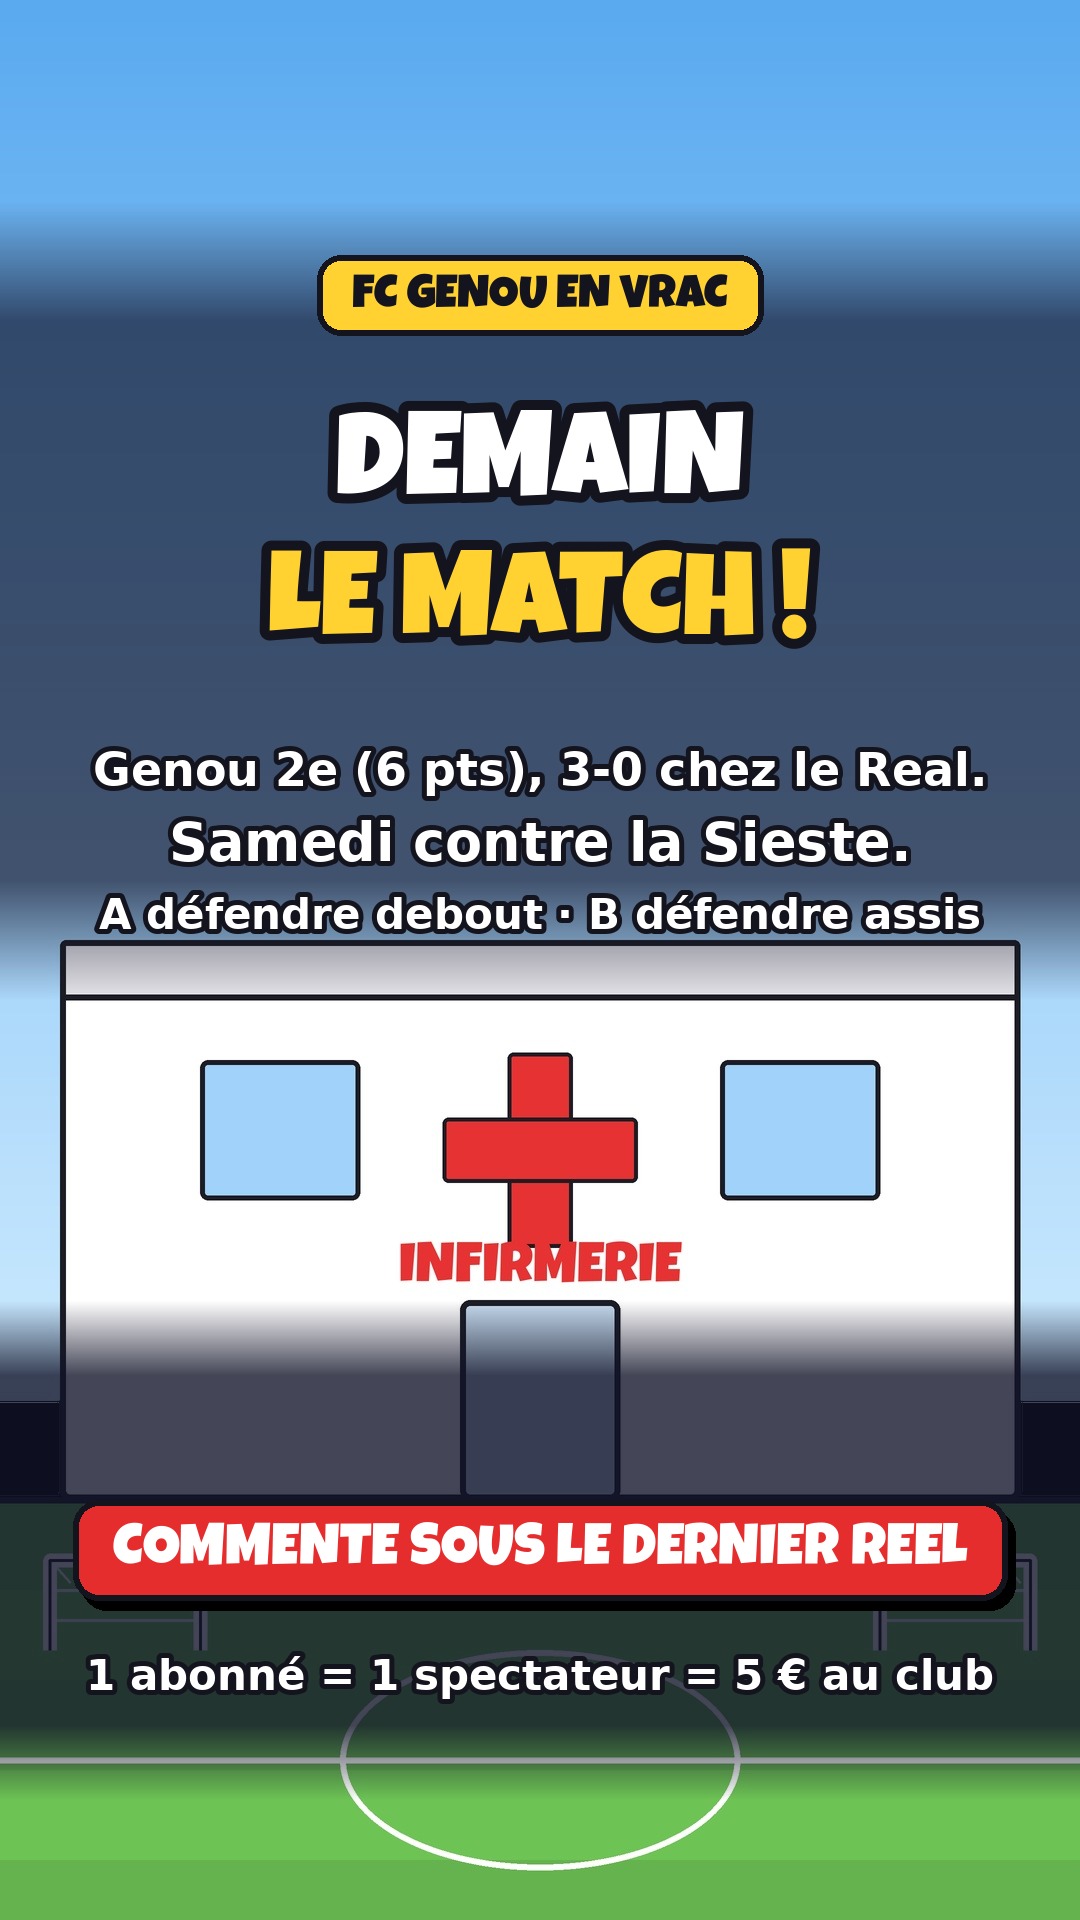 FC GENOU EN VRAC
DEMAIN
LE MATCH !
Genou 2e (6 pts), 3-0 chez le Real.
Samedi contre la Sieste.
A défendre debout · B défendre assis
INFIRMERIE
COMMENTE SOUS LE DERNIER REEL
1 abonné = 1 spectateur = 5 € au club